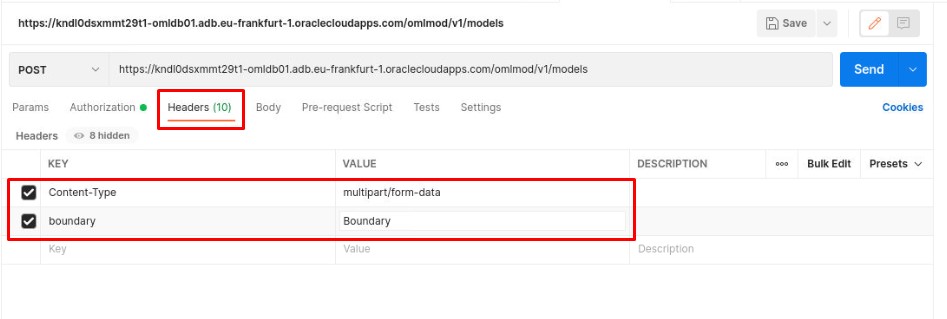 https://kndl0dsxmmt29t1-omldb01.adb.eu-frankfurt-1.oraclecloudapps.com/omlmod/v1/models Save
POST https://kndl0dsxmmt29t1-omldb01.adb.eu-frankfurt-1.oraclecloudapps.com/omlmod/v1/models Send
Params Authorization Headers (10) Body Pre-request Script Tests Settings Cookies
Headers 8 hidden
KEY VALUE DESCRIPTION Bulk Edit Presets
Content-Type multipart/form-data
boundary Boundary
Key Value Description